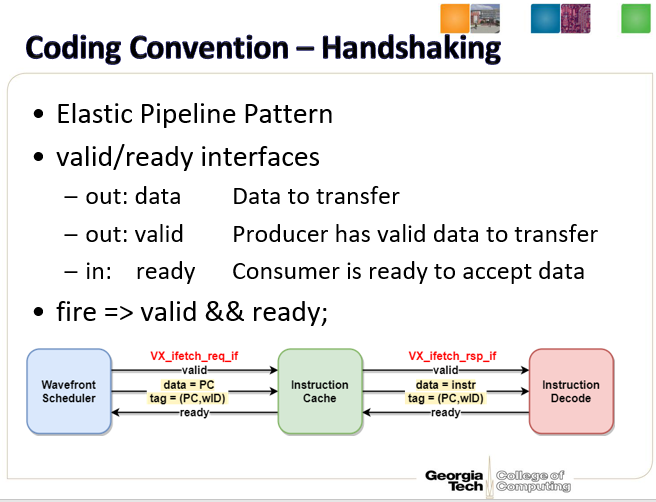 Coding Convention – Handshaking
• Elastic Pipeline Pattern
• valid/ready interfaces
– out: data Data to transfer
– out: valid Producer has valid data to transfer
– in: ready Consumer is ready to accept data
• fire => valid && ready;
Wavefront
Scheduler
VX_ifetch_req_if
valid
data = PC
tag = (PC,wID)
ready
Instruction
Cache
VX_ifetch_rsp_if
valid
data = instr
tag = (PC,wID)
ready
Instruction
Decode
Georgia
Tech
College of
Computing